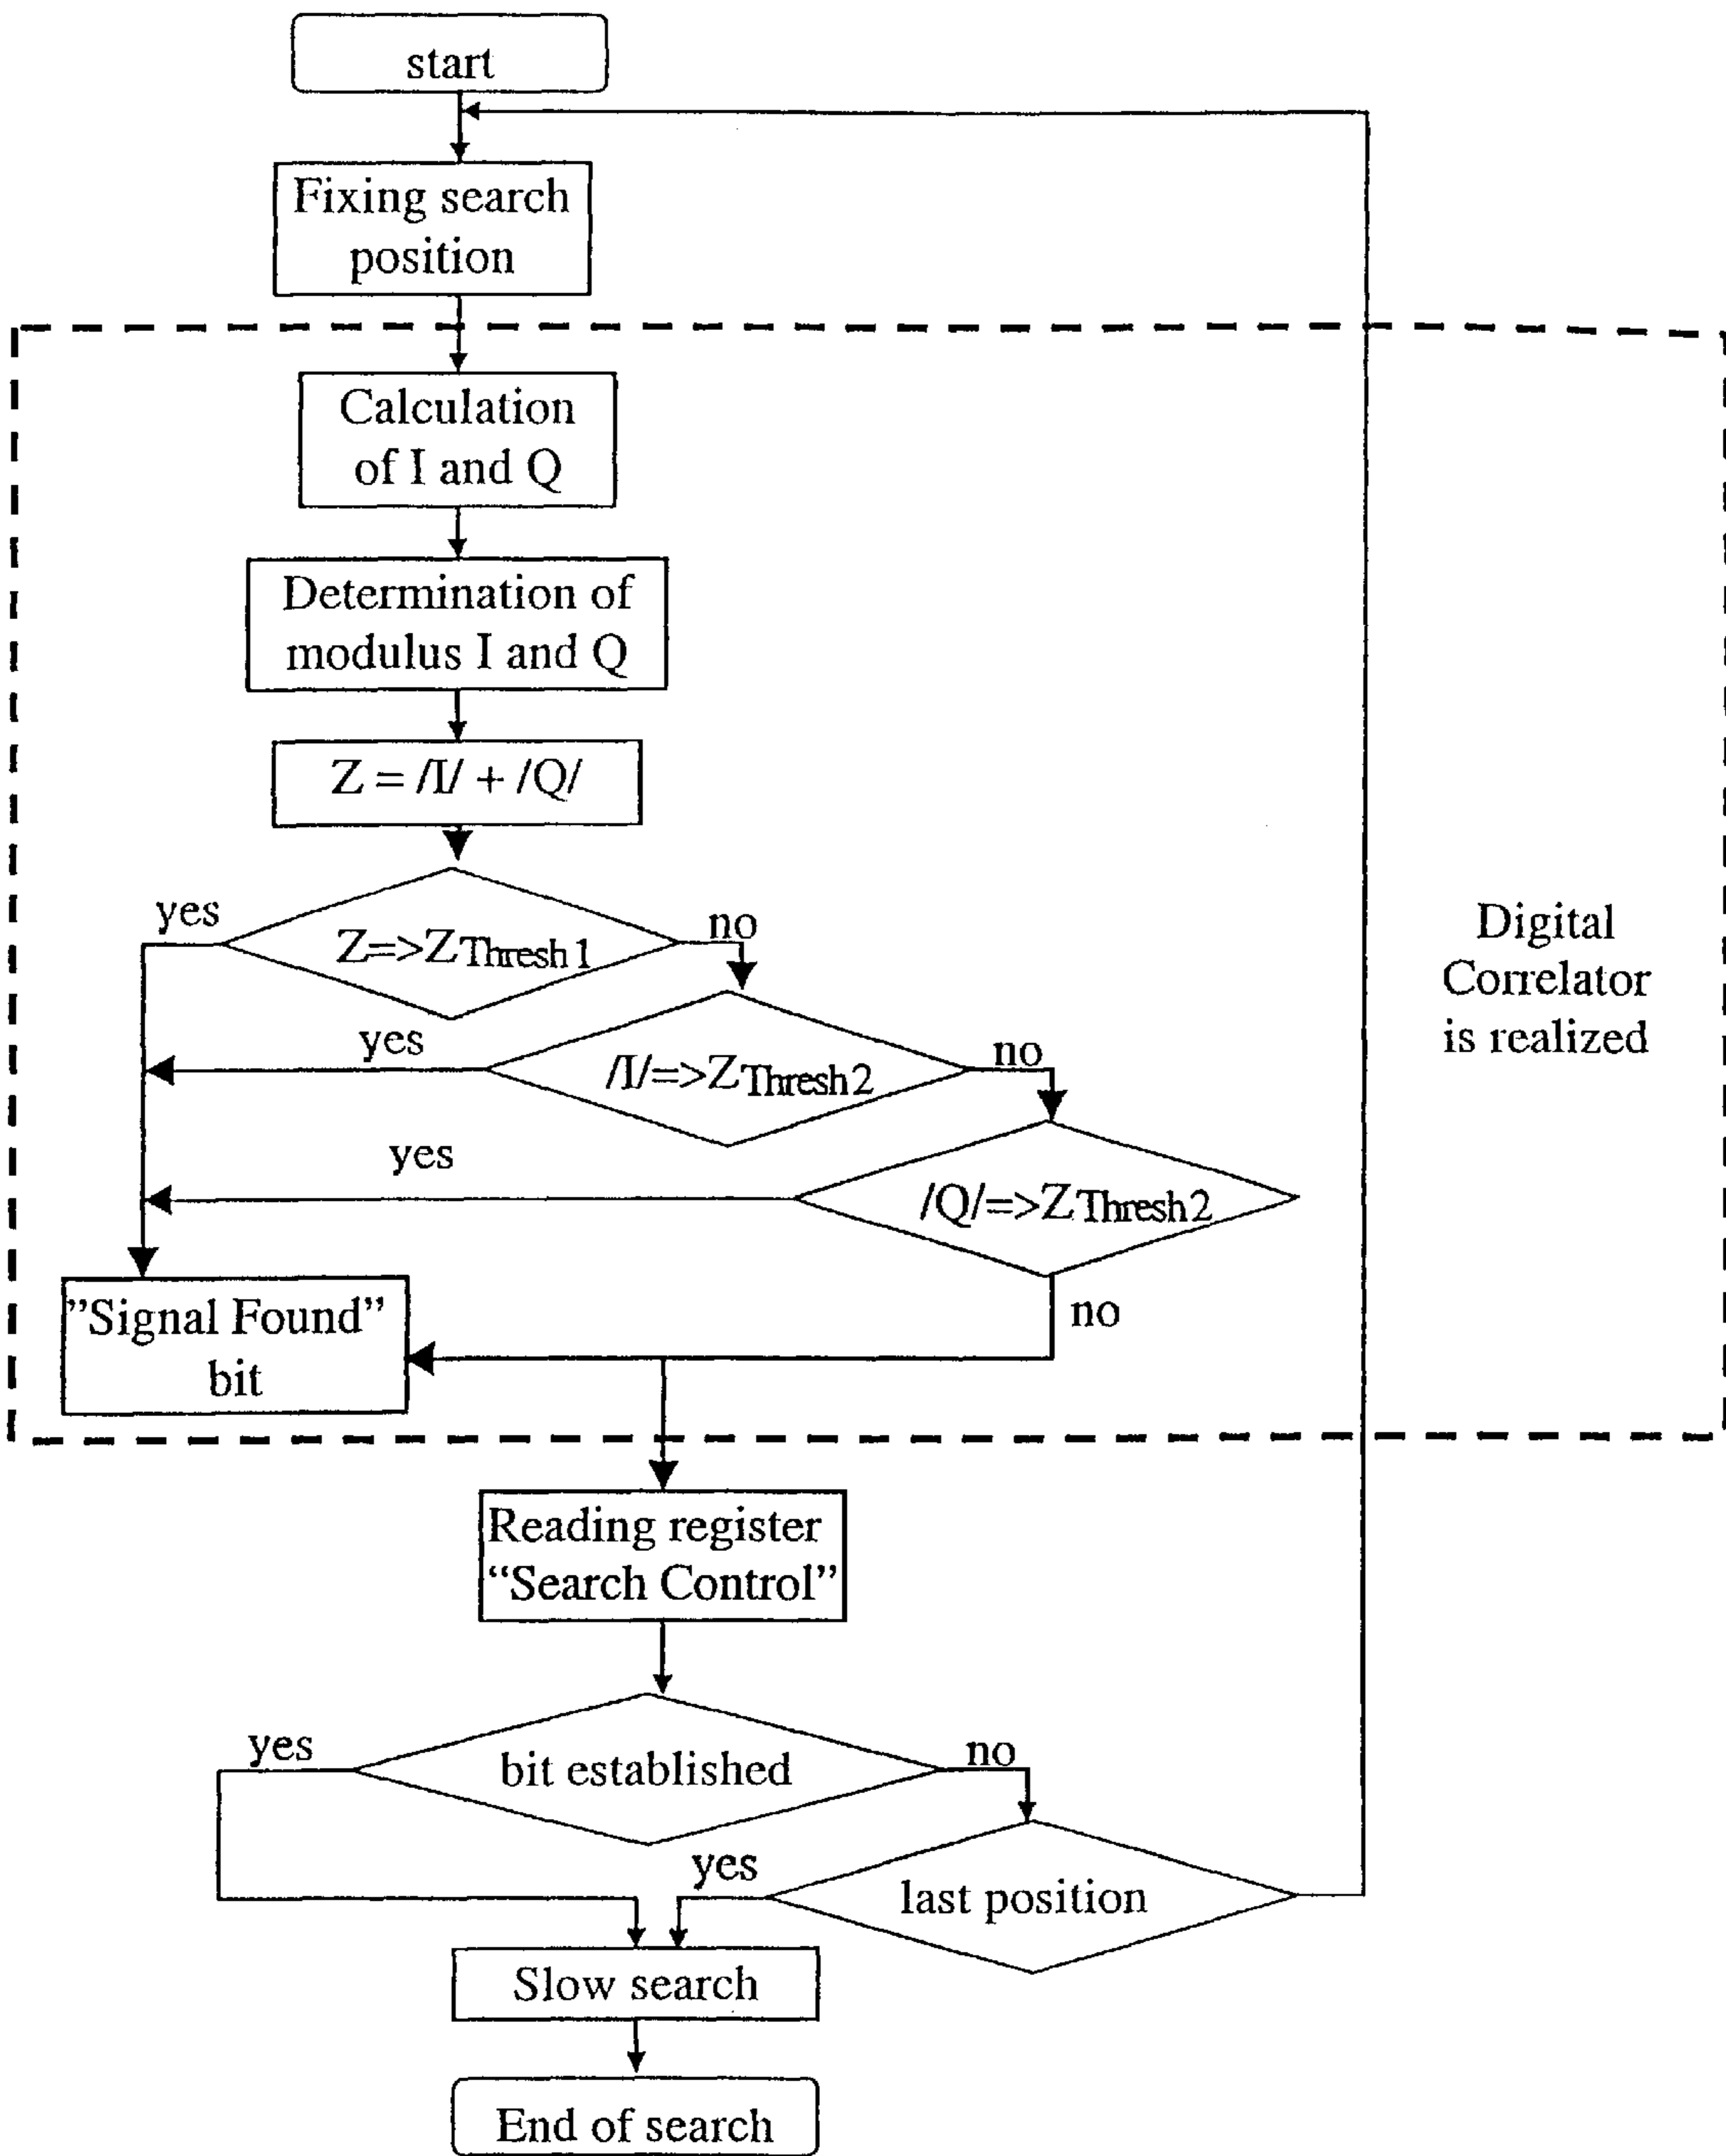 start
Fixing search
position
Calculation
of I and Q
Determination of
modulus I and Q
Z = /I/ + /Q/
yes
Z=>ZThresh1
no
Digital
Correlator
is realized
yes
/I/=>ZThresh2
no
yes
/Q/=>ZThresh2
no
”Signal Found”
bit
Reading register
“Search Control”
yes
bit established
no
yes
last position
Slow search
End of search